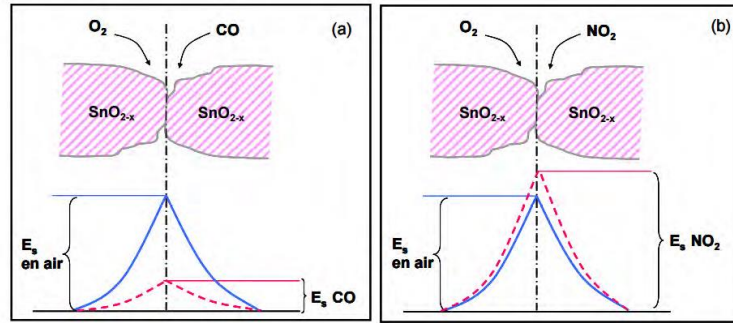 (a)
O₂
CO
SnO₂₋ₓ
SnO₂₋ₓ
Eₛ
en air
Eₛ CO
(b)
O₂
NO₂
SnO₂₋ₓ
SnO₂₋ₓ
Eₛ
en air
Eₛ NO₂